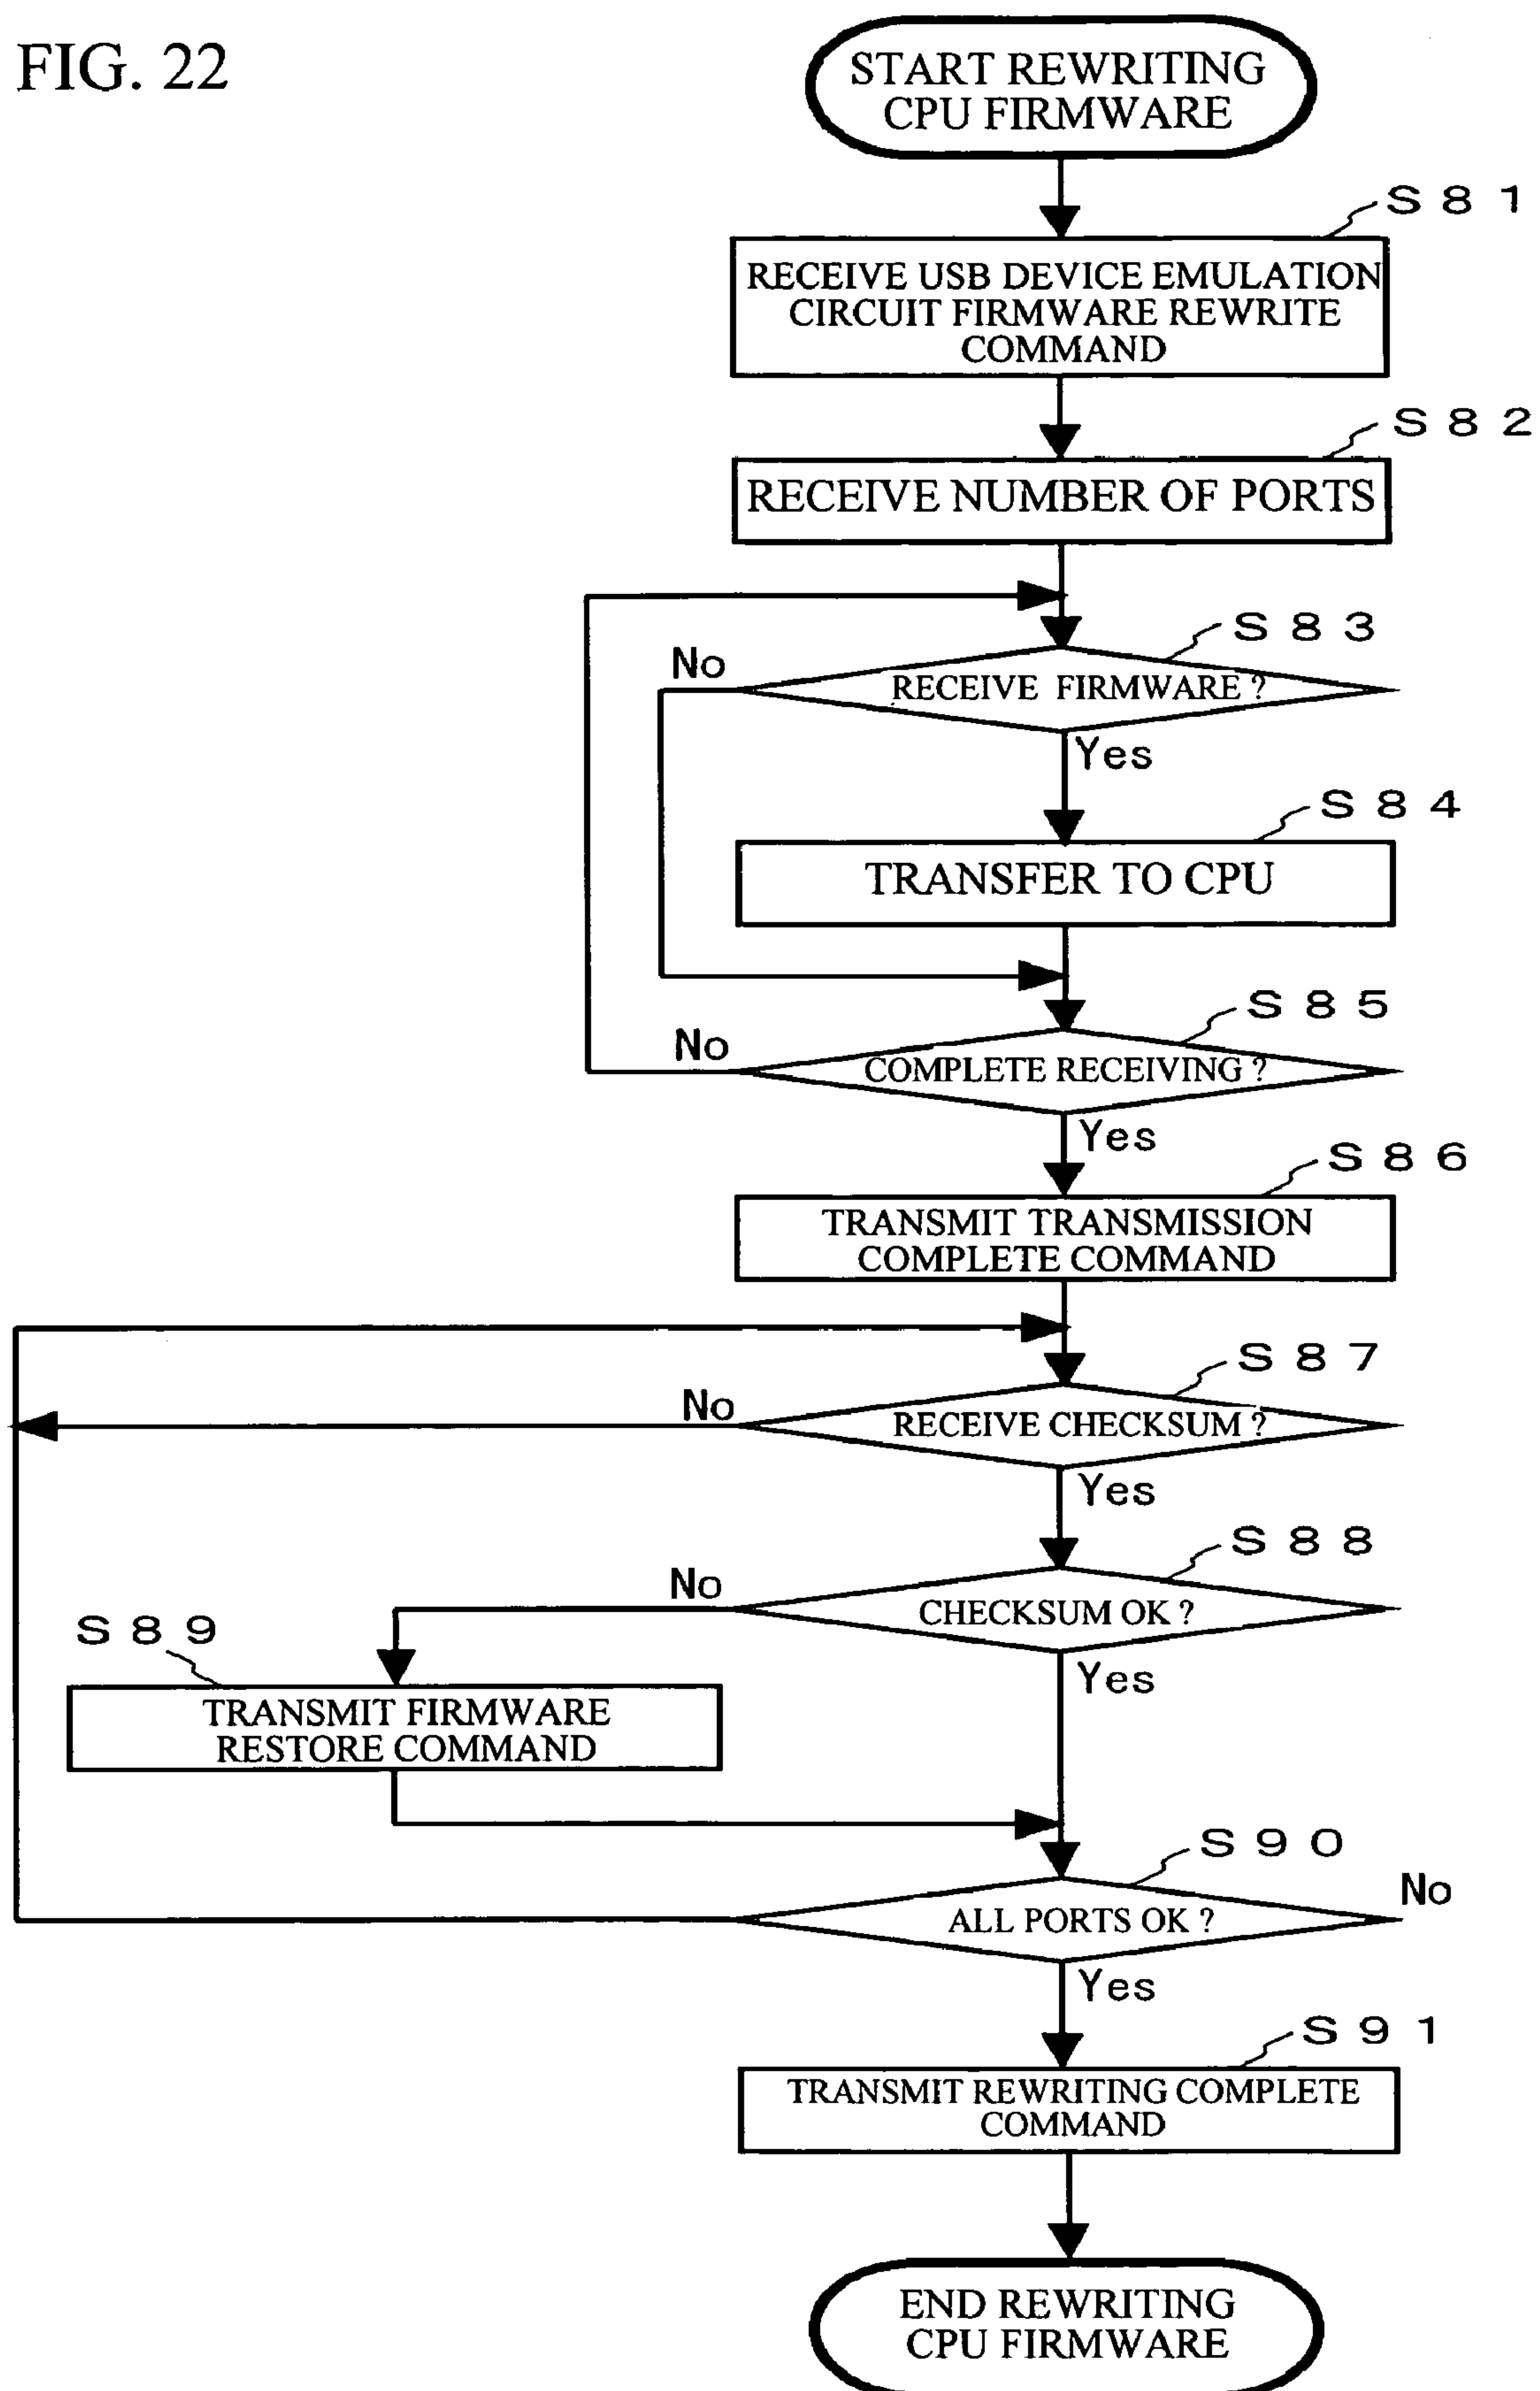 FIG. 22
START REWRITING
CPU FIRMWARE
S81
RECEIVE USB DEVICE EMULATION
CIRCUIT FIRMWARE REWRITE
COMMAND
S82
RECEIVE NUMBER OF PORTS
S83
No
RECEIVE FIRMWARE ?
Yes
S84
TRANSFER TO CPU
S85
No
COMPLETE RECEIVING ?
Yes
S86
TRANSMIT TRANSMISSION
COMPLETE COMMAND
S87
No
RECEIVE CHECKSUM ?
Yes
S88
No
CHECKSUM OK ?
Yes
S89
TRANSMIT FIRMWARE
RESTORE COMMAND
S90
No
ALL PORTS OK ?
Yes
S91
TRANSMIT REWRITING COMPLETE
COMMAND
END REWRITING
CPU FIRMWARE